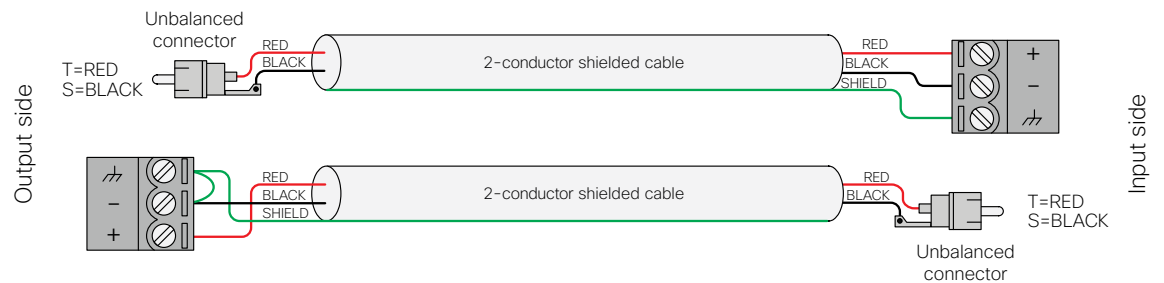 Unbalanced
connector
T=RED
S=BLACK
RED
BLACK
2-conductor shielded cable
RED
BLACK
SHIELD
+
−
Output side
Input side
−
+
RED
BLACK
SHIELD
2-conductor shielded cable
RED
BLACK
T=RED
S=BLACK
Unbalanced
connector